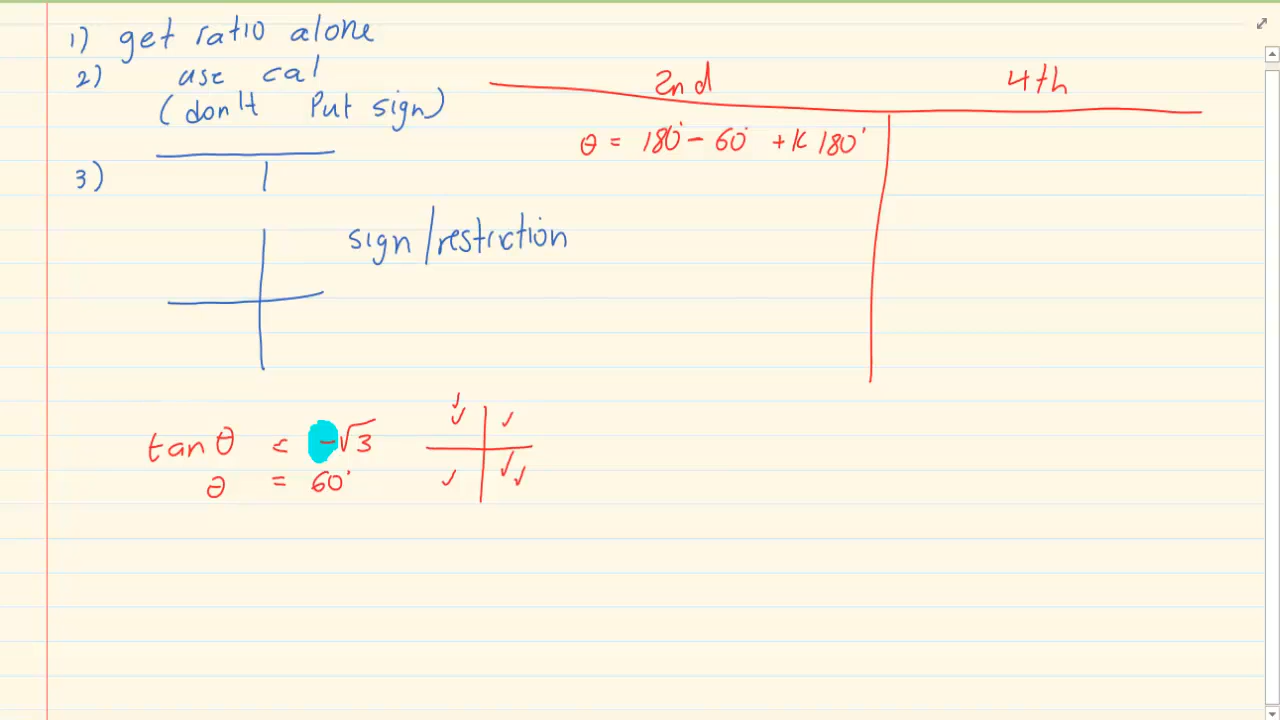 1) get ratio alone
2) use cal
(don't Put sign)
3)
sign/restriction
2nd 4th
θ = 180° - 60° + K 180°
tan θ = -√3
θ = 60°